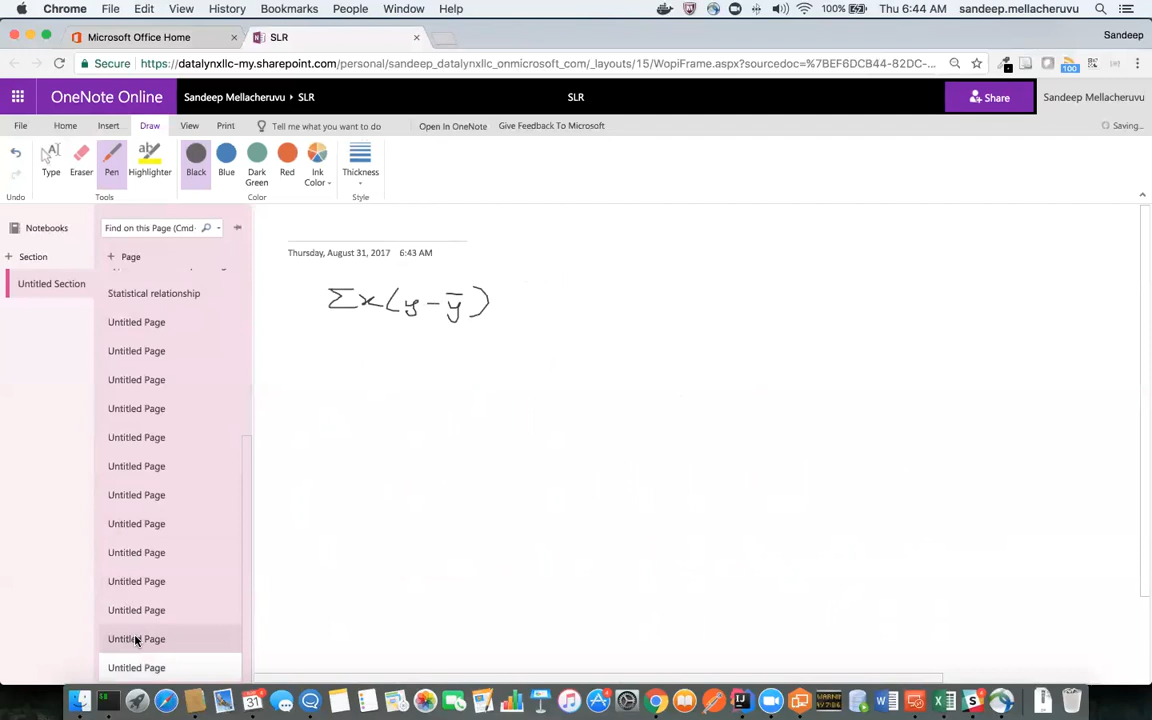 Chrome File Edit View History Bookmarks People Window Help 100% Thu 6:44 AM sandeep.mellacheruvu
Microsoft Office Home × SLR × Sandeep
Secure https://datalynxllc-my.sharepoint.com/personal/sandeep_datalynxllc_onmicrosoft_com/_layouts/15/WopiFrame.aspx?sourcedoc=%7BEF6DCB44-82DC-... 100
OneNote Online Sandeep Mellacheruvu ▸ SLR SLR Share Sandeep Mellacheruvu
File Home Insert Draw View Print Tell me what you want to do Open In OneNote Give Feedback To Microsoft Saving...
Type Eraser Pen Highlighter Black Blue Dark Green Red Ink Color Thickness
Undo Tools Color Style
Notebooks Find on this Page (Cmd
+ Section + Page
Untitled Section
Statistical relationship
Untitled Page
Untitled Page
Untitled Page
Untitled Page
Untitled Page
Untitled Page
Untitled Page
Untitled Page
Untitled Page
Untitled Page
Untitled Page
Untitled Page
Untitled Page
Thursday, August 31, 2017 6:43 AM
Σx(y-ȳ)